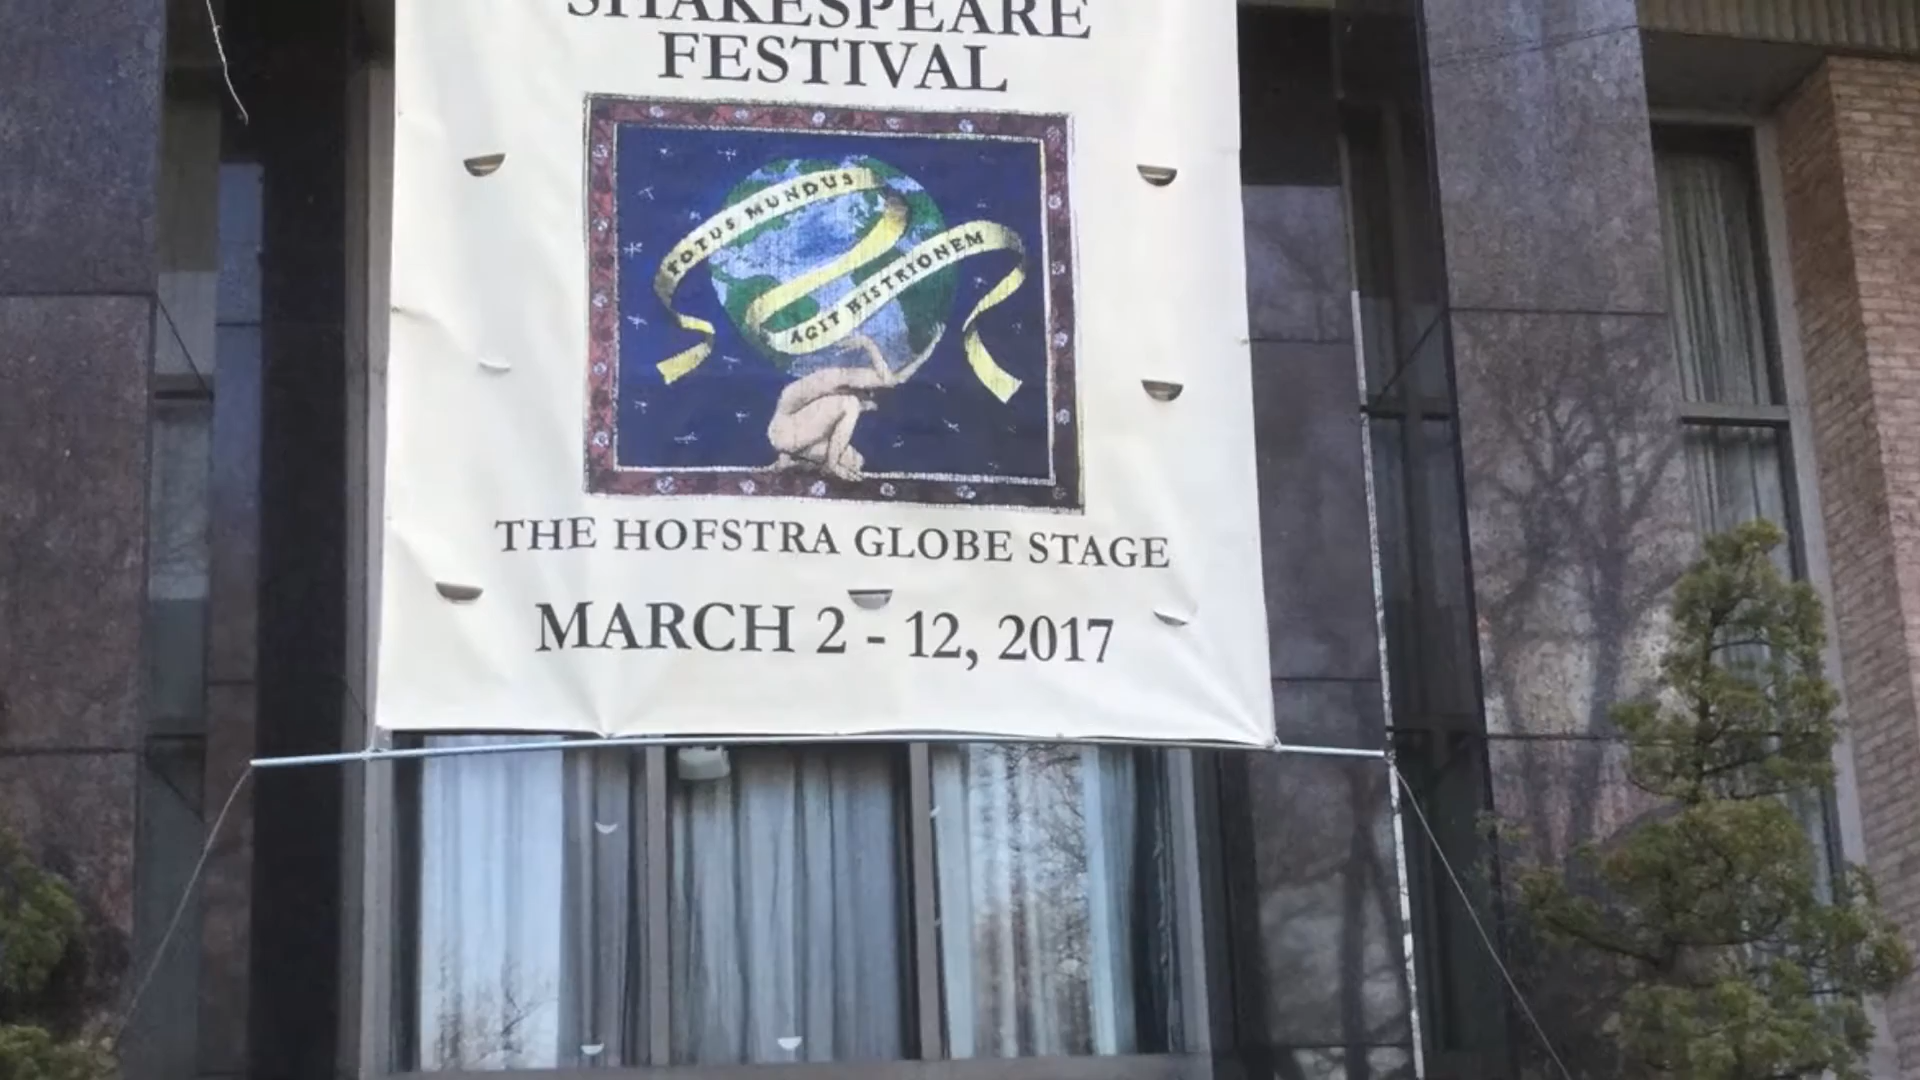 SHAKESPEARE
FESTIVAL
TOTUS MUNDUS
AGIT HISTRIONEM
THE HOFSTRA GLOBE STAGE
MARCH 2 - 12, 2017